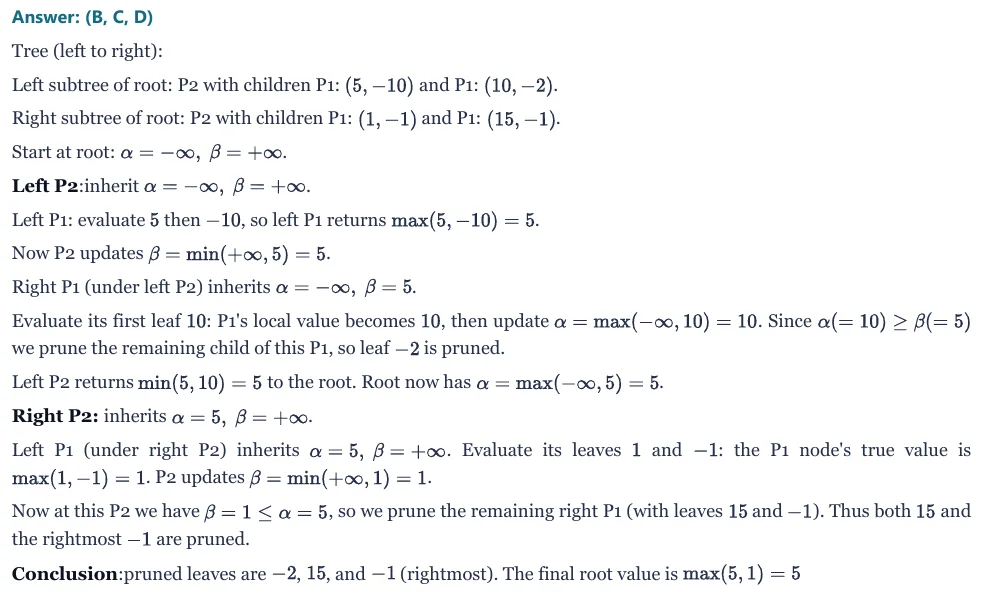 Answer: (B, C, D)
Tree (left to right):
Left subtree of root: P2 with children P1: (5, −10) and P1: (10, −2).
Right subtree of root: P2 with children P1: (1, −1) and P1: (15, −1).
Start at root: α = −∞, β = +∞.
Left P2:inherit α = −∞, β = +∞.
Left P1: evaluate 5 then −10, so left P1 returns max(5, −10) = 5.
Now P2 updates β = min(+∞, 5) = 5.
Right P1 (under left P2) inherits α = −∞, β = 5.
Evaluate its first leaf 10: P1's local value becomes 10, then update α = max(−∞, 10) = 10. Since α(= 10) ≥ β(= 5)
we prune the remaining child of this P1, so leaf −2 is pruned.
Left P2 returns min(5, 10) = 5 to the root. Root now has α = max(−∞, 5) = 5.
Right P2: inherits α = 5, β = +∞.
Left P1 (under right P2) inherits α = 5, β = +∞. Evaluate its leaves 1 and −1: the P1 node's true value is
max(1, −1) = 1. P2 updates β = min(+∞, 1) = 1.
Now at this P2 we have β = 1 ≤ α = 5, so we prune the remaining right P1 (with leaves 15 and −1). Thus both 15 and
the rightmost −1 are pruned.
Conclusion:pruned leaves are −2, 15, and −1 (rightmost). The final root value is max(5, 1) = 5